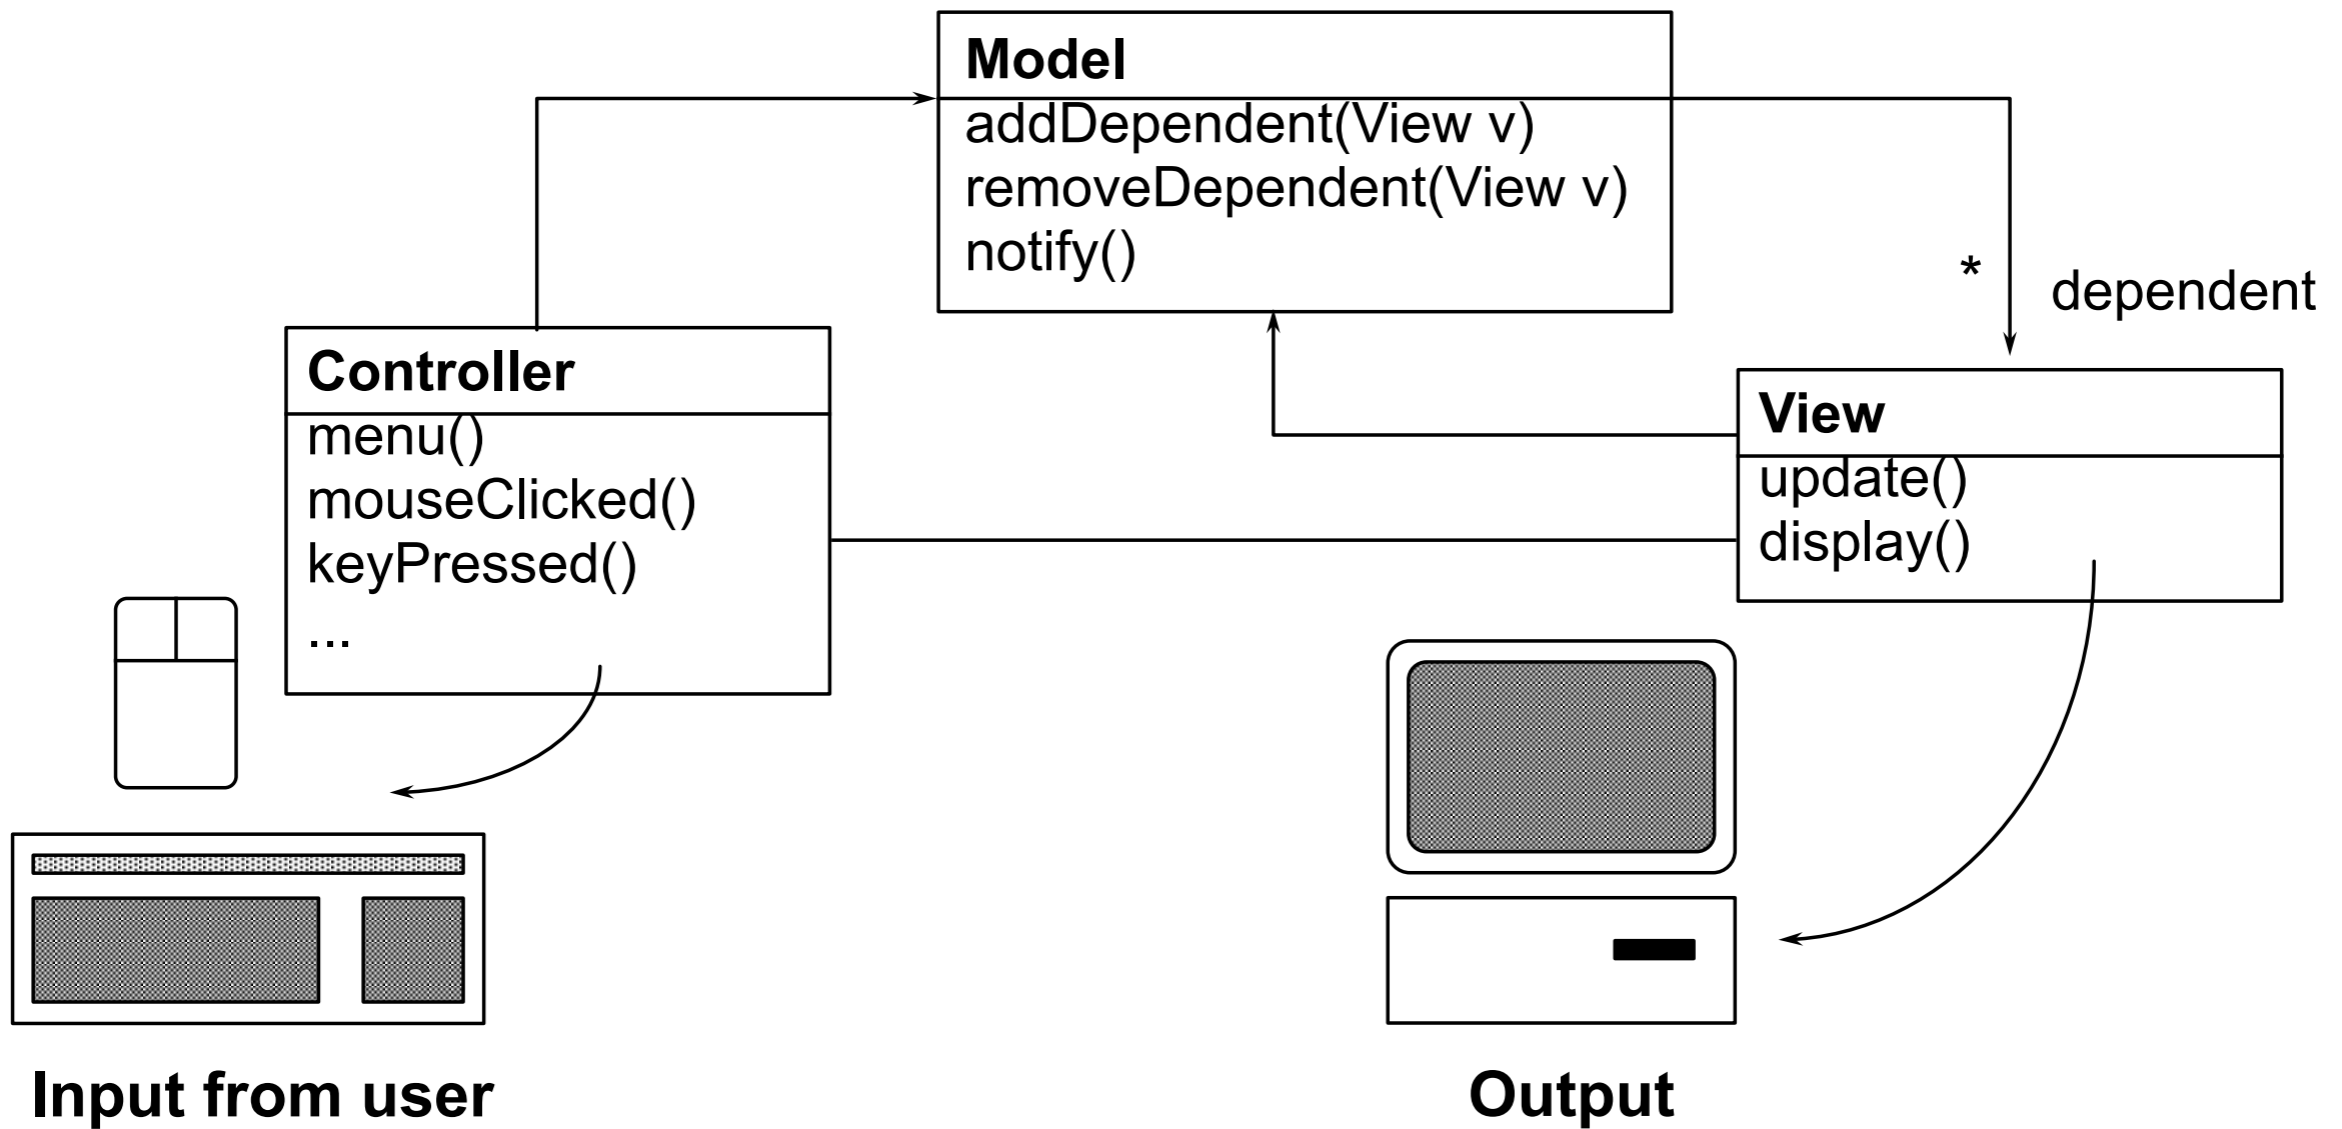 Model
addDependent(View v)
removeDependent(View v)
notify()
* dependent
Controller
menu()
mouseClicked()
keyPressed()
...
View
update()
display()
Input from user
Output